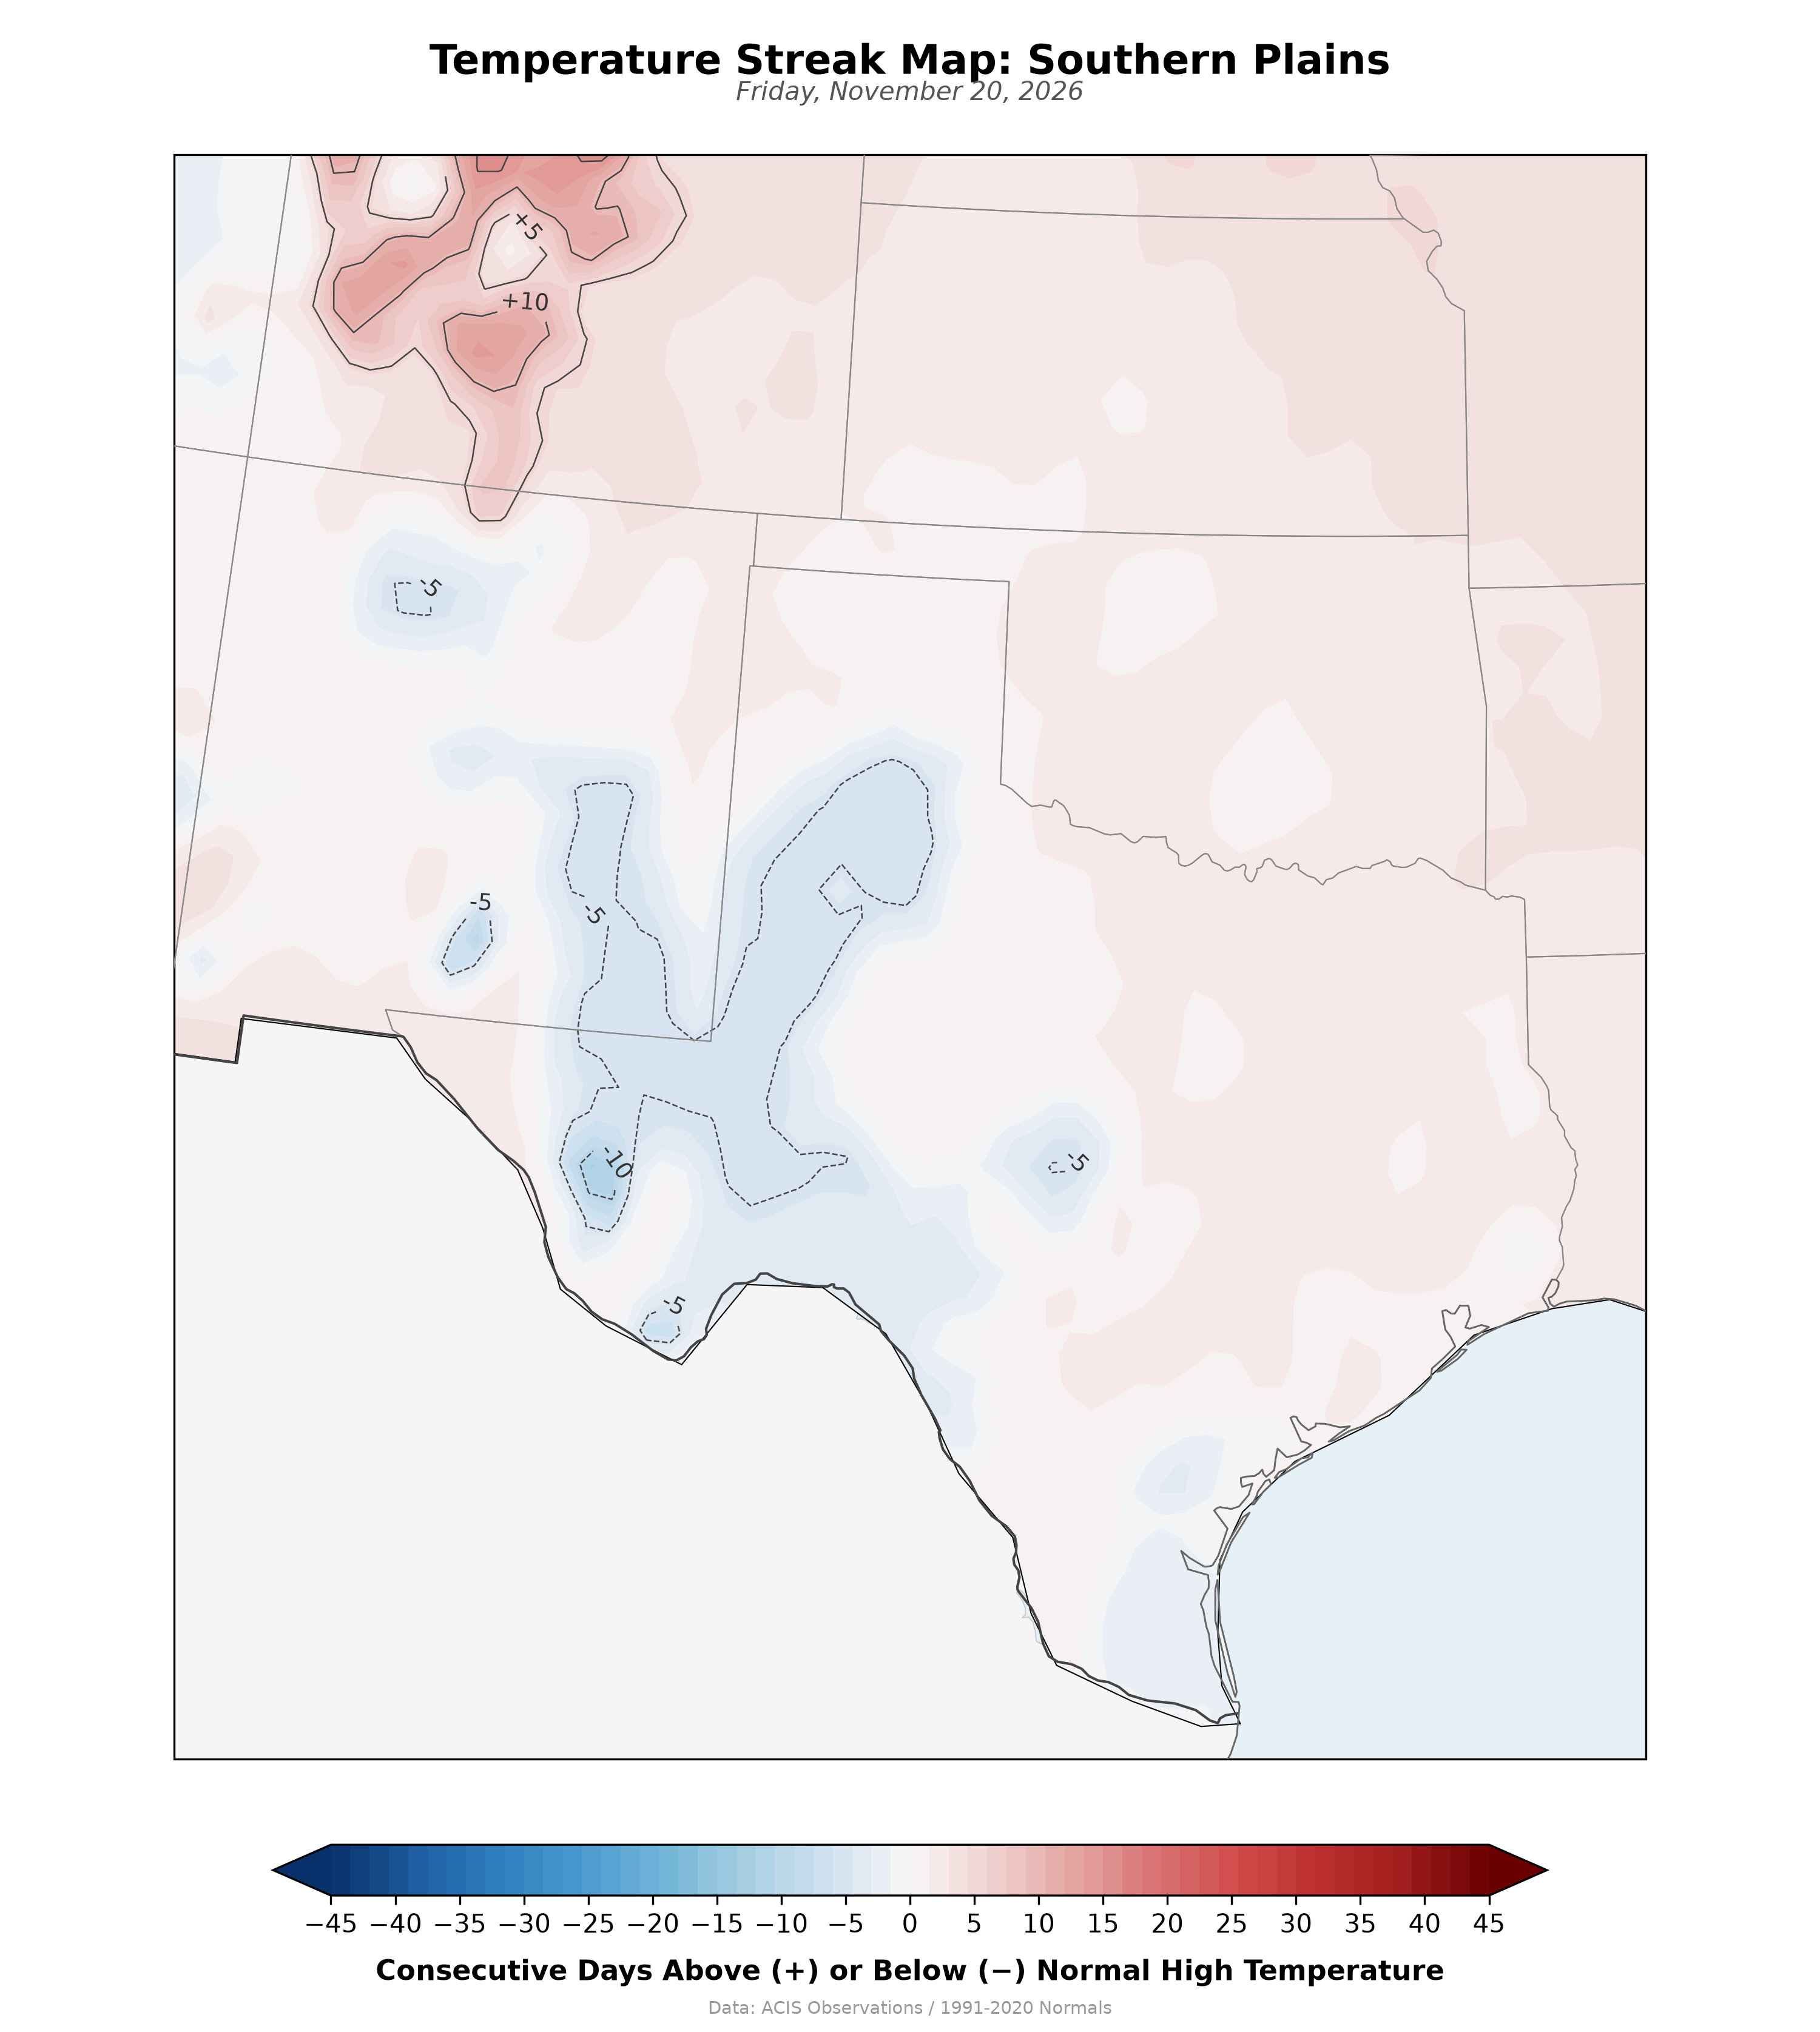 Temperature Streak Map: Southern Plains
Friday, November 20, 2026
+5
+10
-5
-5
-5
-10
-5
-5
−45 −40 −35 −30 −25 −20 −15 −10 −5 0 5 10 15 20 25 30 35 40 45
Consecutive Days Above (+) or Below (−) Normal High Temperature
Data: ACIS Observations / 1991-2020 Normals